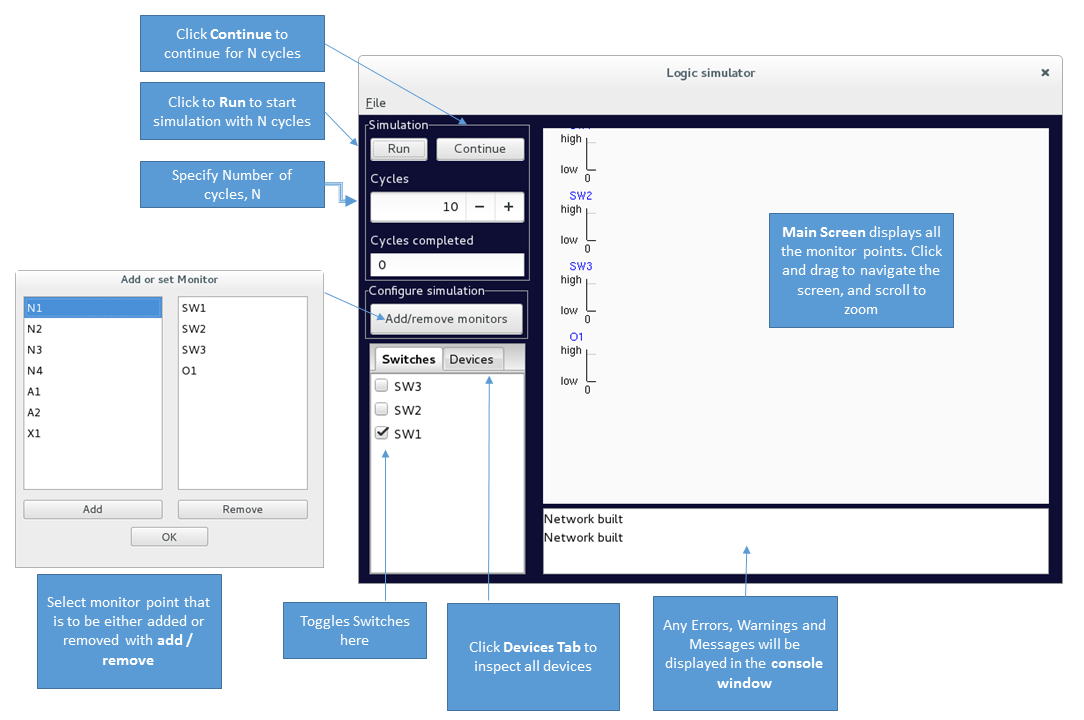 Click Continue to
continue for N cycles
Click to Run to start
simulation with N cycles
Specify Number of
cycles, N
Logic simulator
File
Simulation
Run
Continue
Cycles
10 − +
Cycles completed
0
Configure simulation
Add/remove monitors
Switches
Devices
SW3
SW2
SW1
high
low
0
SW2
high
low
0
SW3
high
low
0
O1
high
low
0
Main Screen displays all
the monitor points. Click
and drag to navigate the
screen, and scroll to
zoom
Network built
Network built
Add or set Monitor
N1
N2
N3
N4
A1
A2
X1
SW1
SW2
SW3
O1
Add
Remove
OK
Select monitor point that
is to be either added or
removed with add /
remove
Toggles Switches
here
Click Devices Tab to
inspect all devices
Any Errors, Warnings and
Messages will be
displayed in the console
window